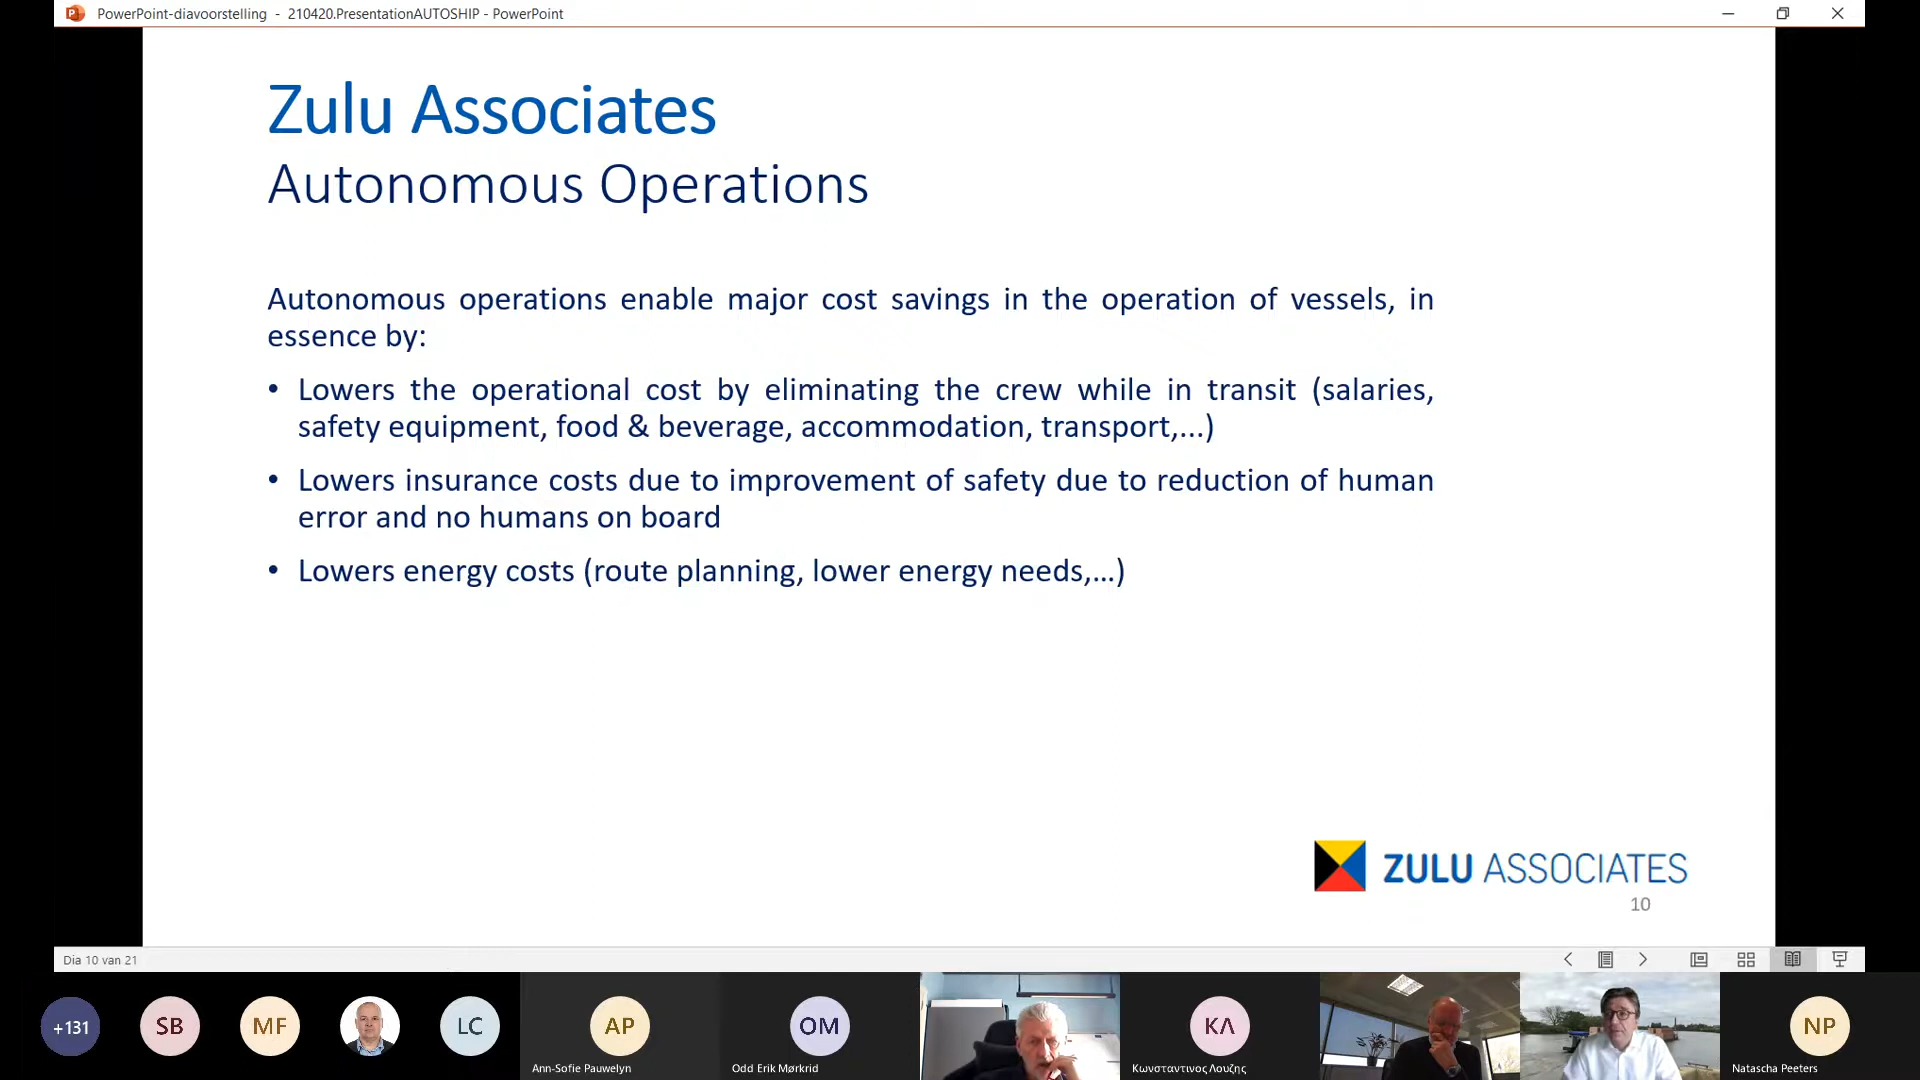 PowerPoint-diavoorstelling - 210420.PresentationAUTOSHIP - PowerPoint
Zulu Associates
Autonomous Operations
Autonomous operations enable major cost savings in the operation of vessels, in
essence by:
• Lowers the operational cost by eliminating the crew while in transit (salaries,
safety equipment, food & beverage, accommodation, transport,...)
• Lowers insurance costs due to improvement of safety due to reduction of human
error and no humans on board
• Lowers energy costs (route planning, lower energy needs,...)
ZULU ASSOCIATES
10
Dia 10 van 21
+131
SB
MF
LC
AP
OM
ΚΛ
NP
Ann-Sofie Pauwelyn
Odd Erik Mørkrid
Κωνσταντινος Λουζης
Natascha Peeters